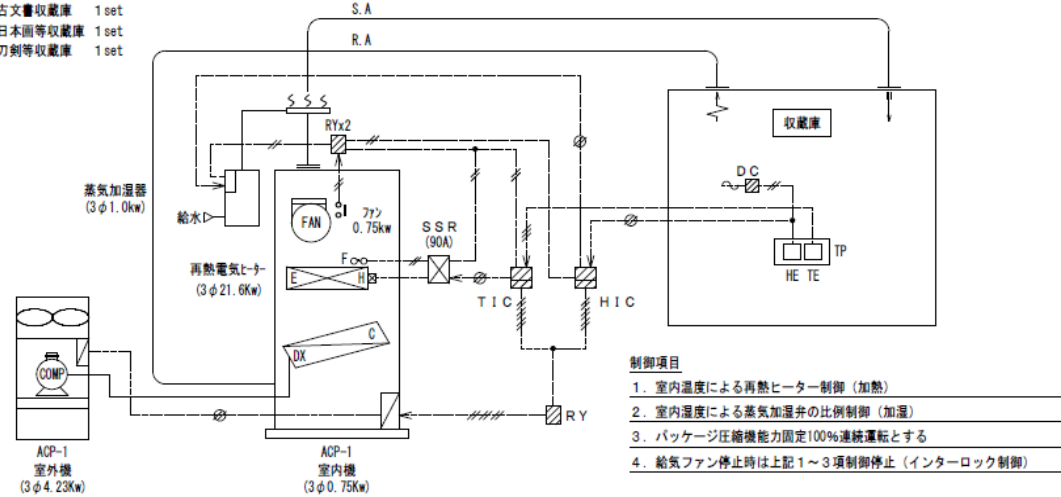 古文書収蔵庫 1set
日本画等収蔵庫 1set
刀剣等収蔵庫 1set
S.A
R.A
収蔵庫
RYx2
DC
蒸気加湿器
(3φ1.0kw)
給水
FAN
ﾌｧﾝ
0.75kw
SSR
(90A)
F
TP
HE TE
再熱電気ﾋｰﾀｰ
(3φ21.6Kw)
E
H
TIC
HIC
C
DX
COMP
RY
ACP-1
室外機
(3φ4.23Kw)
ACP-1
室内機
(3φ0.75Kw)
制御項目
1. 室内温度による再熱ヒーター制御（加熱）
2. 室内湿度による蒸気加湿弁の比例制御（加湿）
3. パッケージ圧縮機能力固定100%連続運転とする
4. 給気ファン停止時は上記1～3項制御停止（インターロック制御）